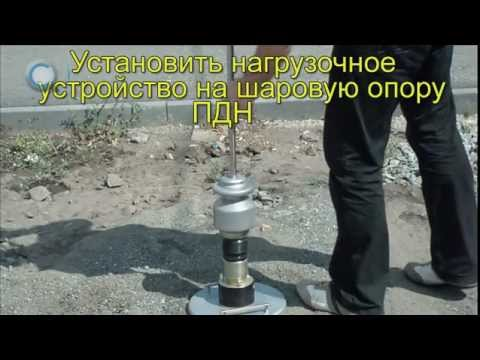 Установить нагрузочное
устройство на шаровую опору
ПДН